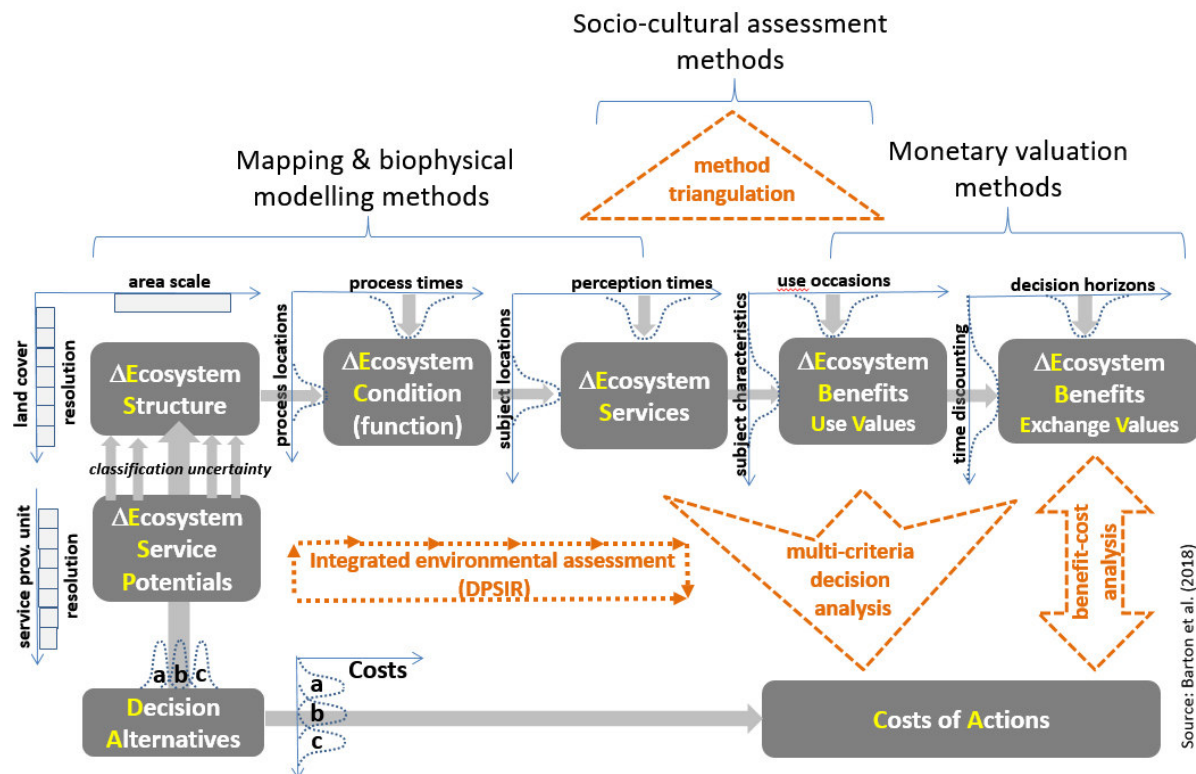 Socio-cultural assessment
methods
Mapping & biophysical
modelling methods
method
triangulation
Monetary valuation
methods
area scale
process times
perception times
use occasions
decision horizons
land cover
resolution
process locations
subject locations
subject characteristics
time discounting
ΔEcosystem
Structure
ΔEcosystem
Condition
(function)
ΔEcosystem
Services
ΔEcosystem
Benefits
Use Values
ΔEcosystem
Benefits
Exchange Values
classification uncertainty
service prov. unit
resolution
ΔEcosystem
Service
Potentials
Integrated environmental assessment
(DPSIR)
multi-criteria
decision
analysis
benefit-cost
analysis
a b c
Costs
a
b
c
Decision
Alternatives
Costs of Actions
Source: Barton et al. (2018)